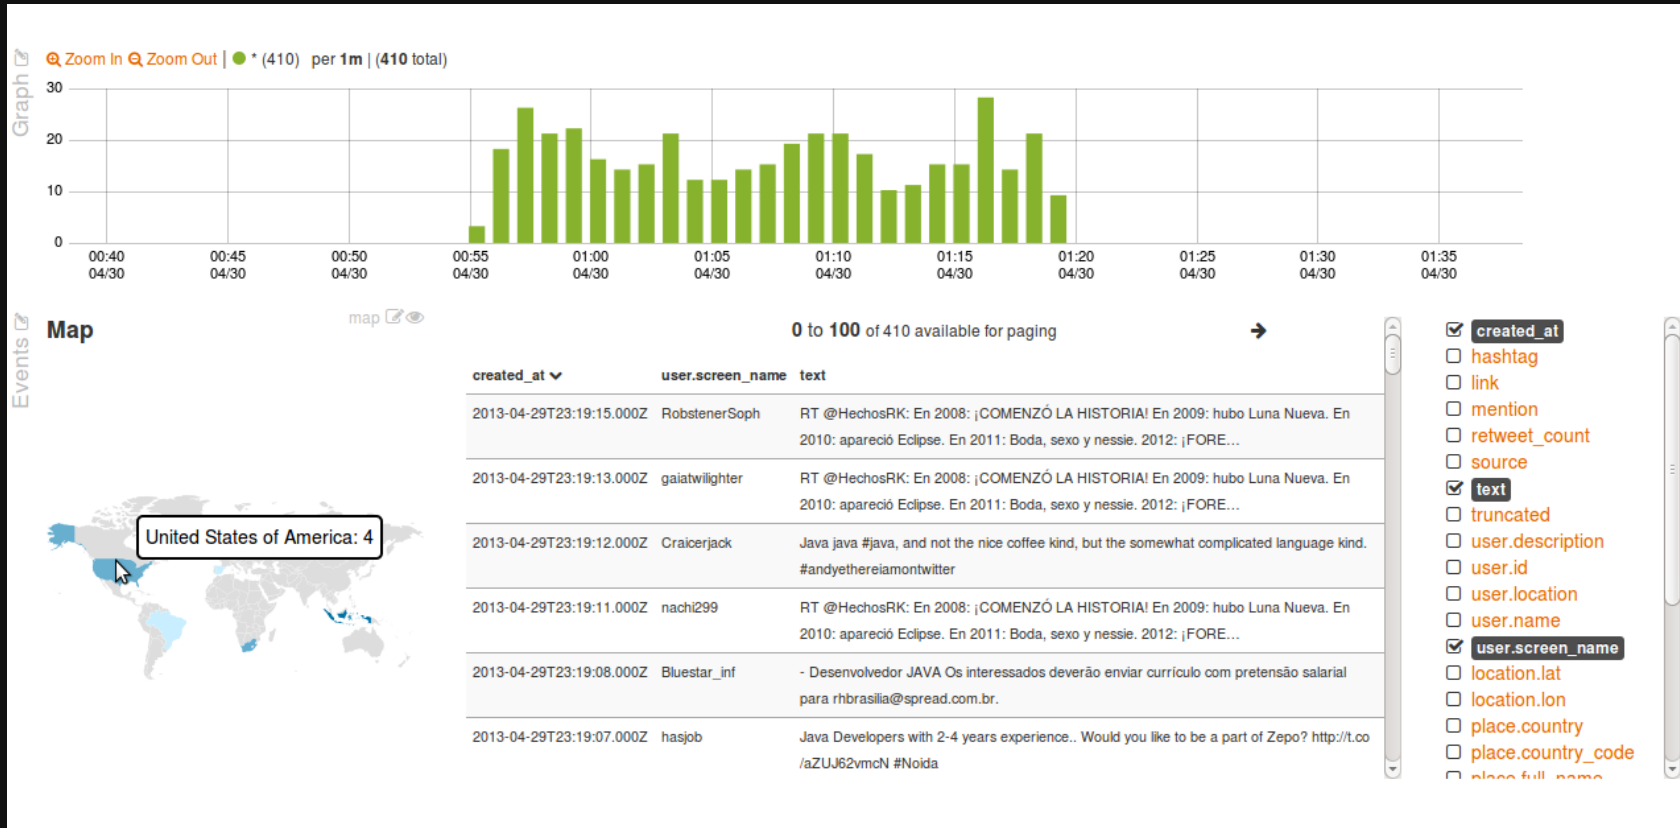 Graph
Zoom In Zoom Out | * (410) per 1m | (410 total)
30
20
10
0
00:40 00:45 00:50 00:55 01:00 01:05 01:10 01:15 01:20 01:25 01:30 01:35
04/30 04/30 04/30 04/30 04/30 04/30 04/30 04/30 04/30 04/30 04/30 04/30
Events
Map
map
United States of America: 4
0 to 100 of 410 available for paging
created_at user.screen_name text
2013-04-29T23:19:15.000Z RobstenerSoph RT @HechosRK: En 2008: ¡COMENZÓ LA HISTORIA! En 2009: hubo Luna Nueva. En
2010: apareció Eclipse. En 2011: Boda, sexo y nessie. 2012: ¡FORE...
2013-04-29T23:19:13.000Z gaiatwilighter RT @HechosRK: En 2008: ¡COMENZÓ LA HISTORIA! En 2009: hubo Luna Nueva. En
2010: apareció Eclipse. En 2011: Boda, sexo y nessie. 2012: ¡FORE...
2013-04-29T23:19:12.000Z Craicerjack Java java #java, and not the nice coffee kind, but the somewhat complicated language kind.
#andyethereiamontwitter
2013-04-29T23:19:11.000Z nachi299 RT @HechosRK: En 2008: ¡COMENZÓ LA HISTORIA! En 2009: hubo Luna Nueva. En
2010: apareció Eclipse. En 2011: Boda, sexo y nessie. 2012: ¡FORE...
2013-04-29T23:19:08.000Z Bluestar_inf - Desenvolvedor JAVA Os interessados deverão enviar currículo com pretensão salarial
para rhbrasilia@spread.com.br.
2013-04-29T23:19:07.000Z hasjob Java Developers with 2-4 years experience.. Would you like to be a part of Zepo? http://t.co
/aZUJ62vmcN #Noida
created_at
hashtag
link
mention
retweet_count
source
text
truncated
user.description
user.id
user.location
user.name
user.screen_name
location.lat
location.lon
place.country
place.country_code
place.full_name